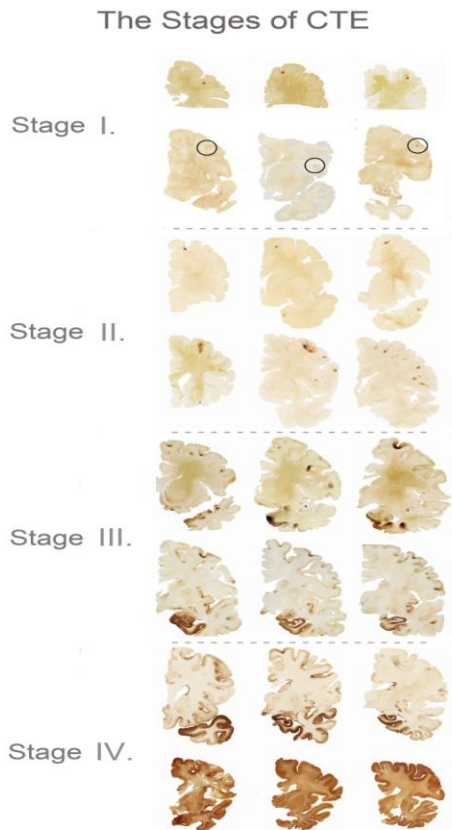 The Stages of CTE
Stage I.
Stage II.
Stage III.
Stage IV.